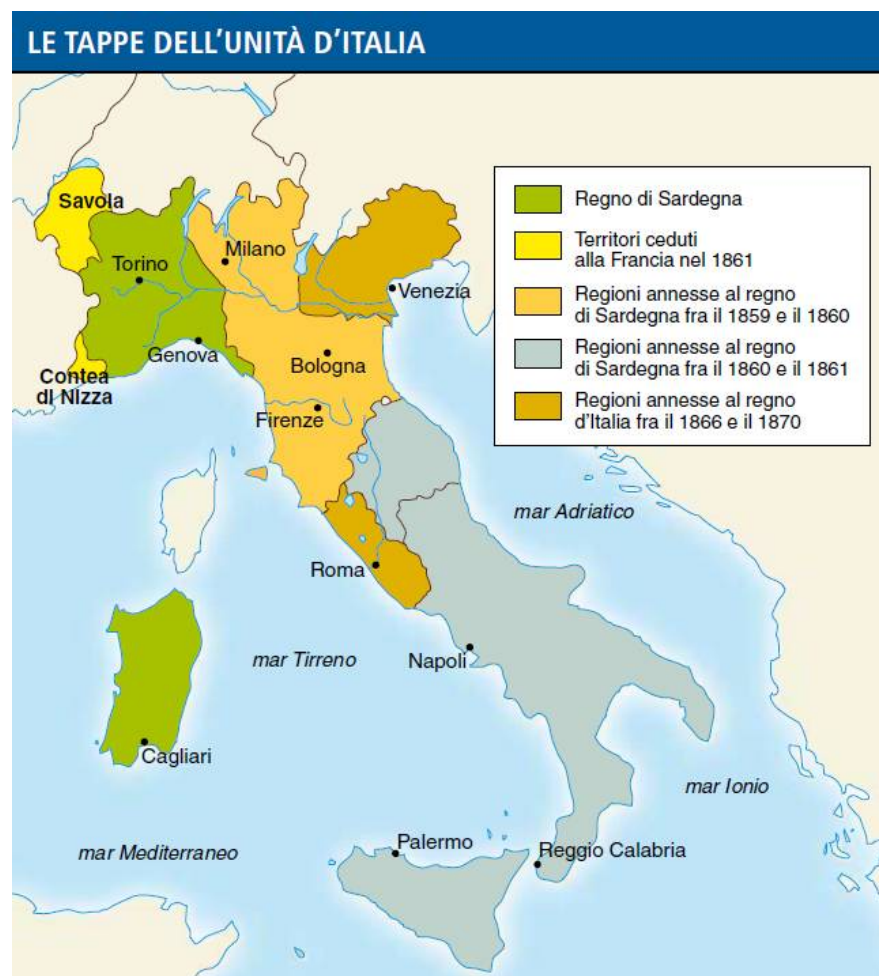 LE TAPPE DELL'UNITÀ D'ITALIA
Regno di Sardegna
Territori ceduti
alla Francia nel 1861
Regioni annesse al regno
di Sardegna fra il 1859 e il 1860
Regioni annesse al regno
di Sardegna fra il 1860 e il 1861
Regioni annesse al regno
d'Italia fra il 1866 e il 1870
Savoia
Milano
Torino
Venezia
Genova
Bologna
Contea
di Nizza
Firenze
mar Adriatico
Roma
mar Tirreno
Napoli
Cagliari
mar Ionio
Palermo
mar Mediterraneo
Reggio Calabria